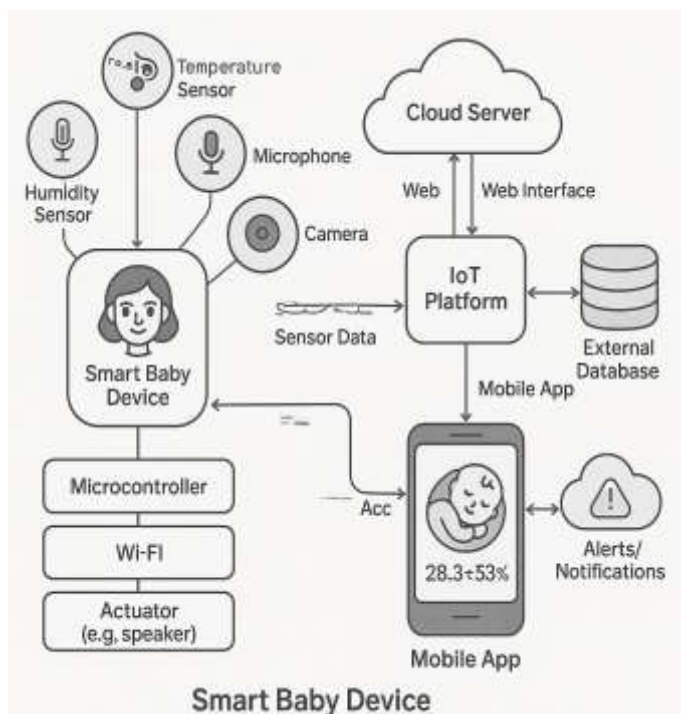 Temperature
Sensor
Humidity
Sensor
Microphone
Camera
Smart Baby
Device
Microcontroller
Wi-FI
Actuator
(e.g, speaker)
Cloud Server
Web
Web Interface
IoT
Platform
Sensor Data
External
Database
Mobile App
Acc
28.3÷53%
Alerts/
Notifications
Mobile App
Smart Baby Device